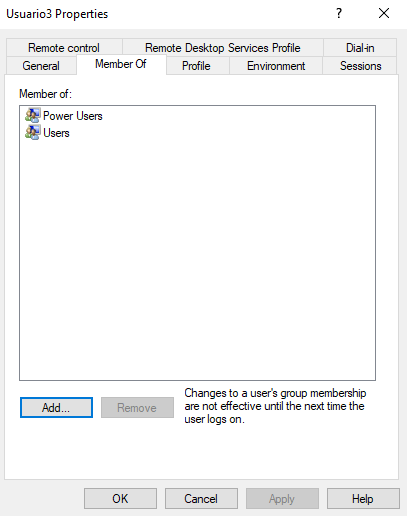 Usuario3 Properties
?
Remote control
Remote Desktop Services Profile
Dial-in
General
Member Of
Profile
Environment
Sessions
Member of:
Power Users
Users
Add...
Remove
Changes to a user's group membership
are not effective until the next time the
user logs on.
OK
Cancel
Apply
Help